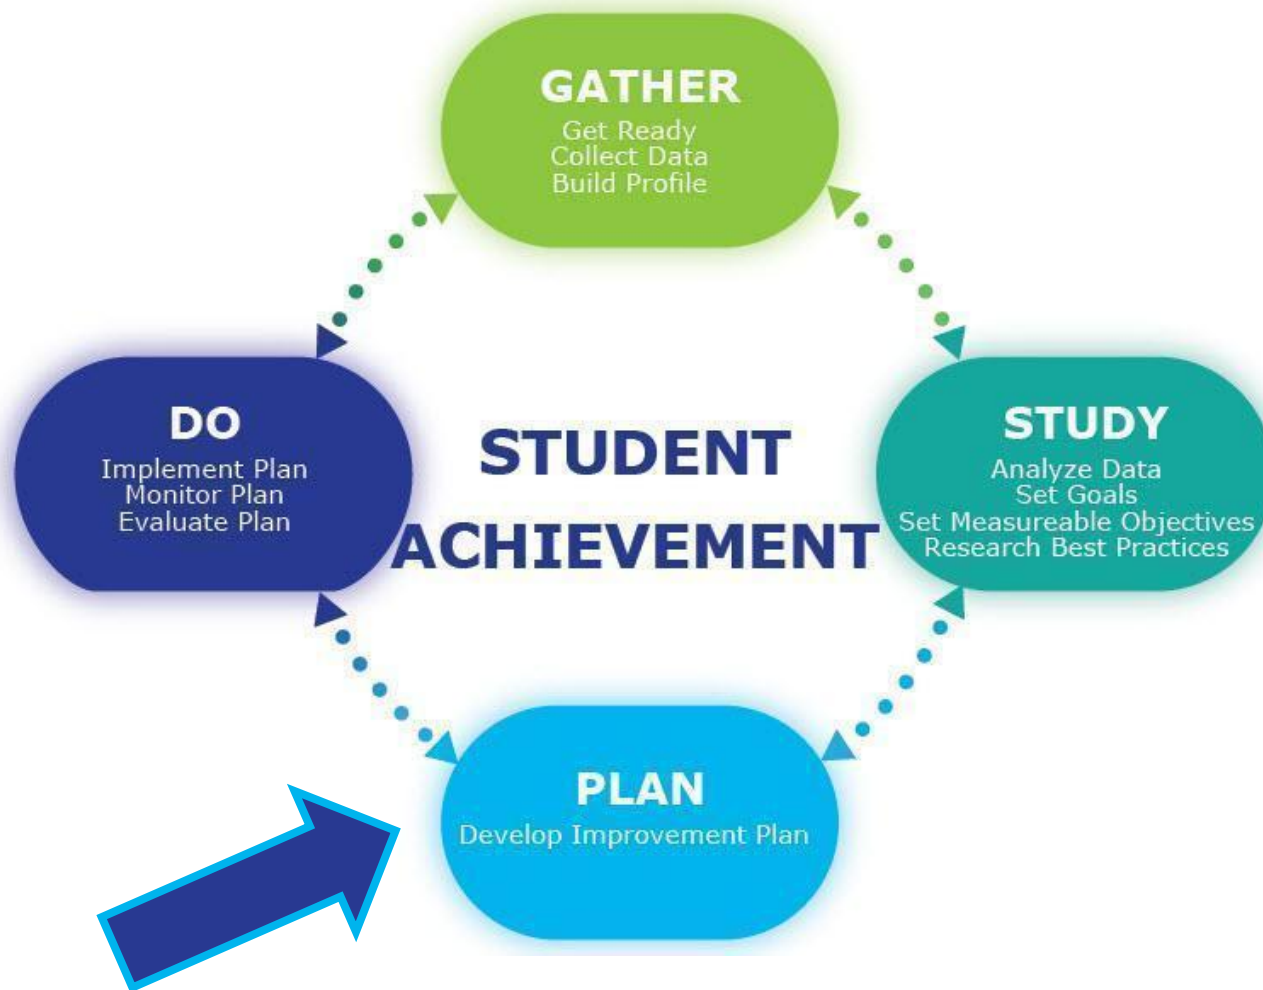 GATHER
Get Ready
Collect Data
Build Profile
DO
Implement Plan
Monitor Plan
Evaluate Plan
STUDENT
ACHIEVEMENT
STUDY
Analyze Data
Set Goals
Set Measureable Objectives
Research Best Practices
PLAN
Develop Improvement Plan